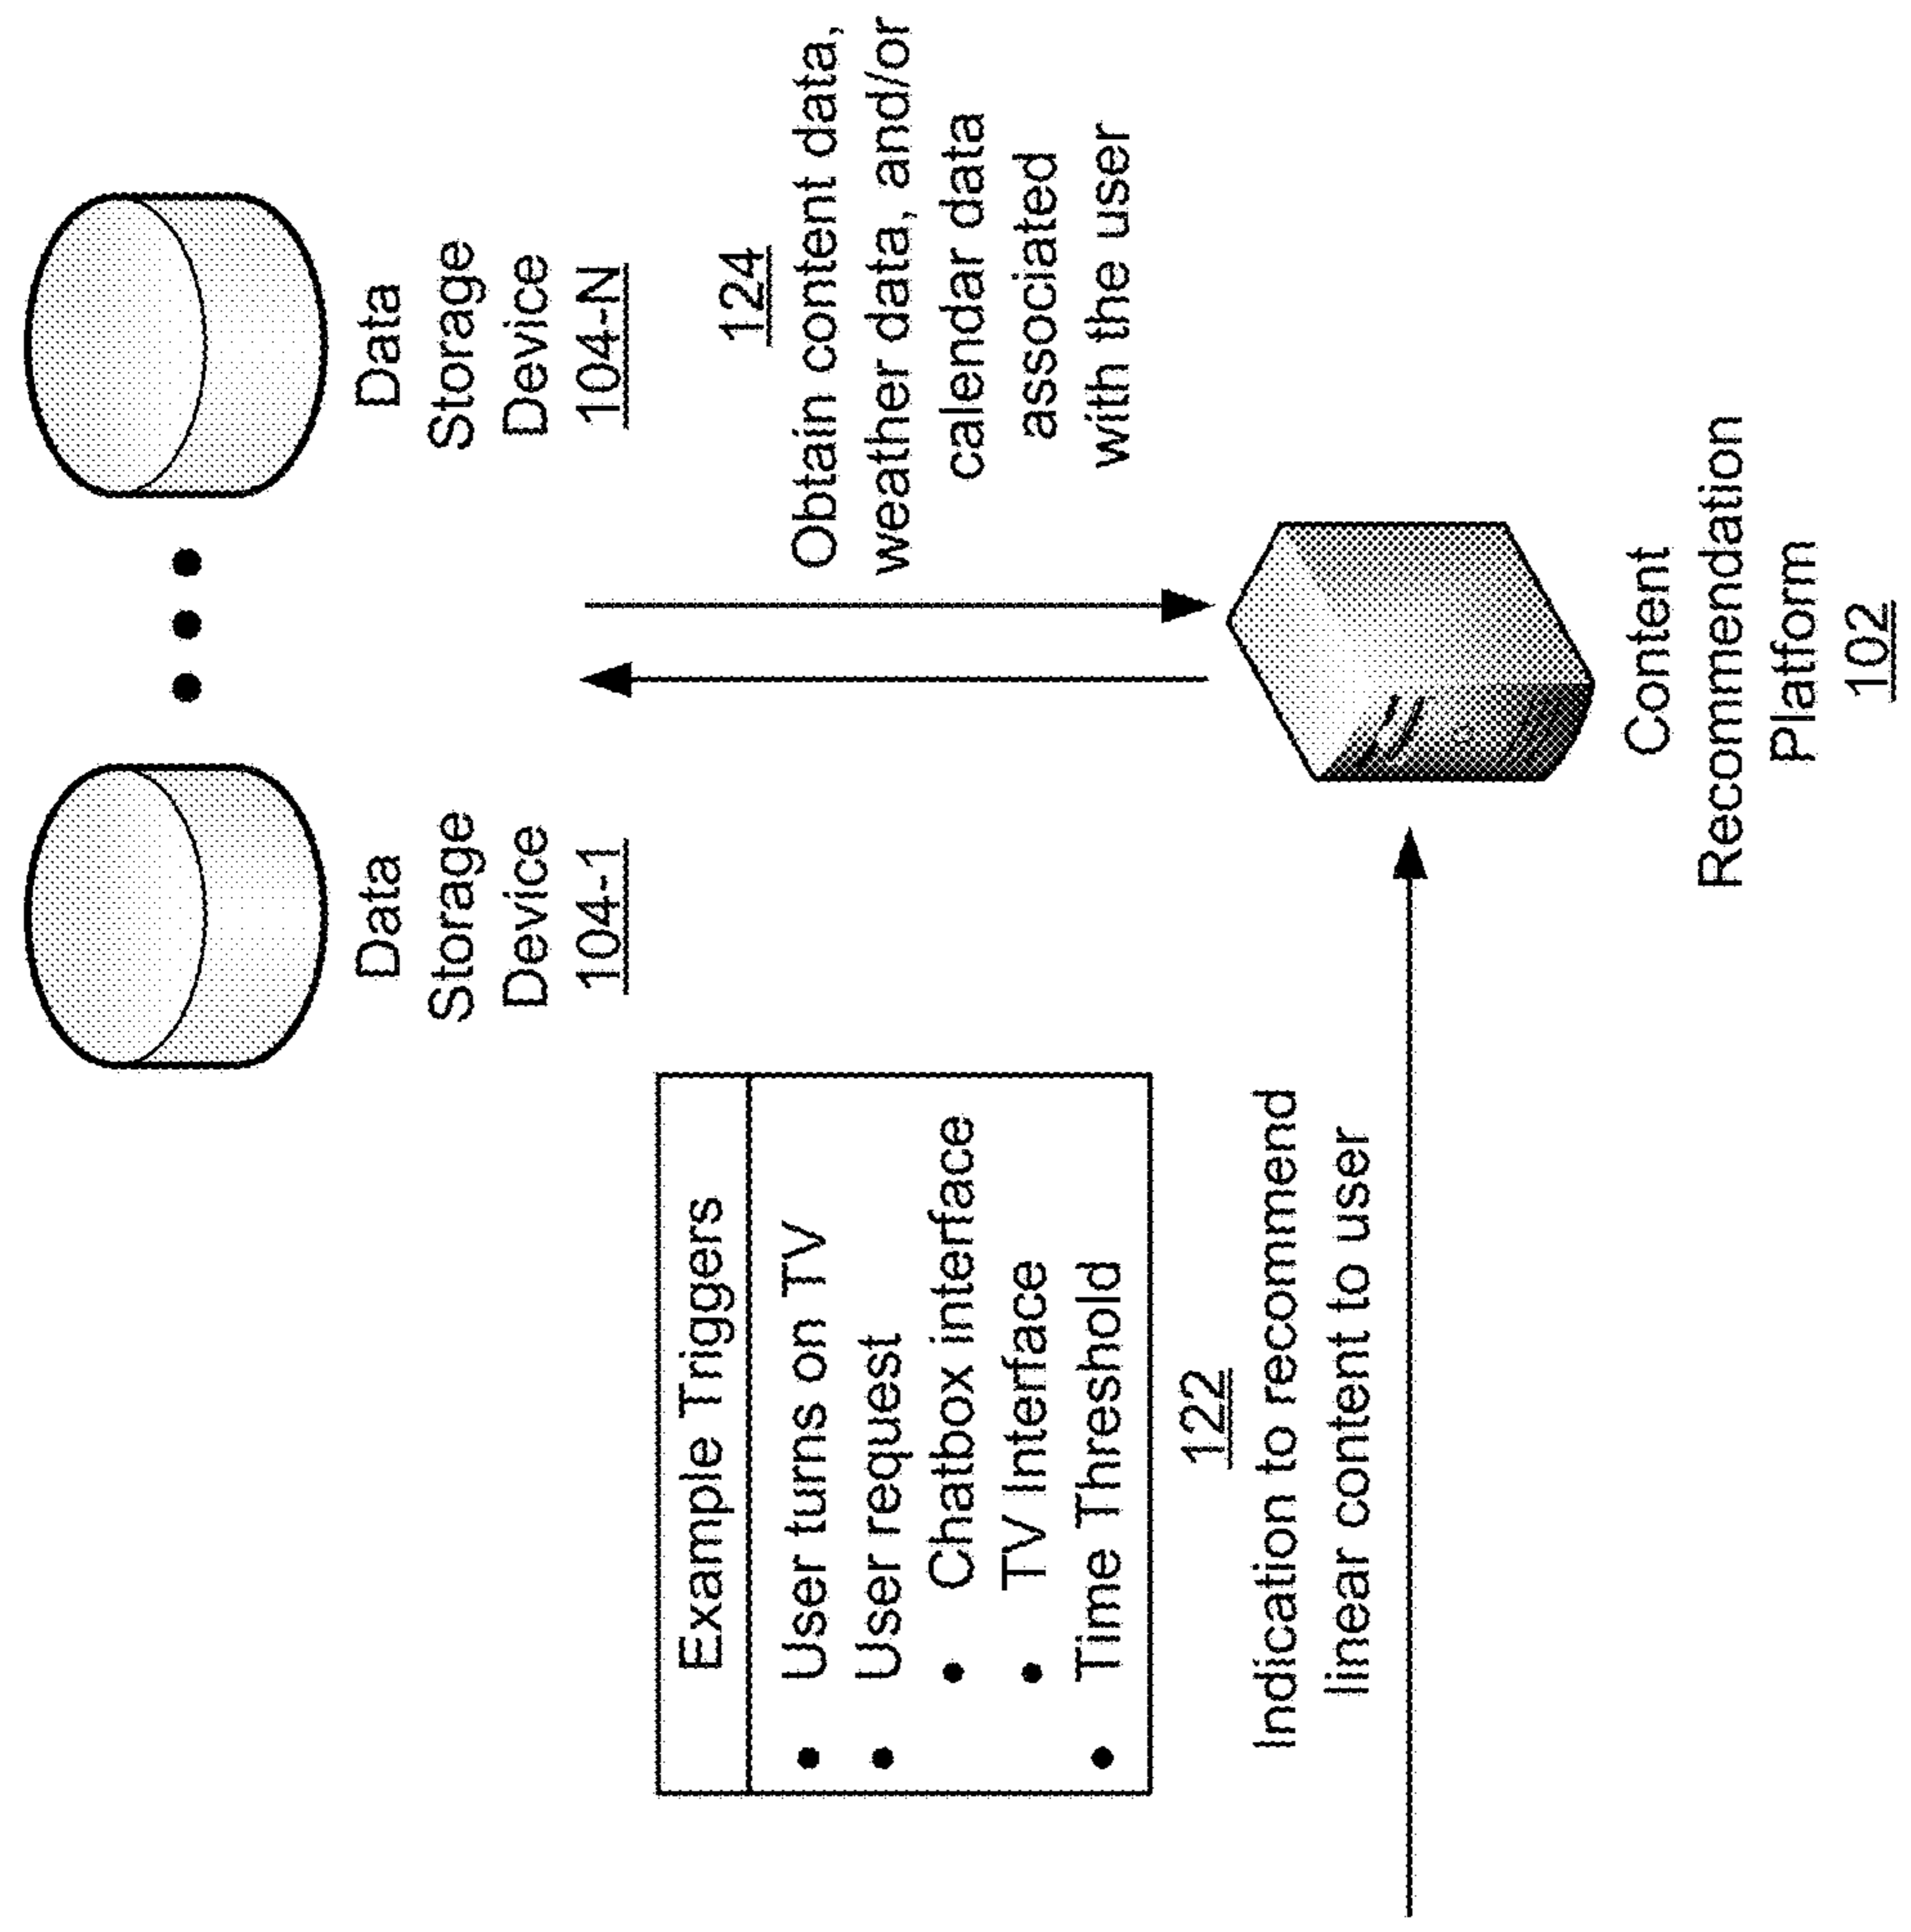 Data
Storage
Device
104-1
Data
Storage
Device
104-N
Example Triggers
• User turns on TV
• User request
• Chatbox interface
• TV Interface
• Time Threshold
122
Indication to recommend
linear content to user
124
Obtain content data,
weather data, and/or
calendar data
associated
with the user
Content
Recommendation
Platform
102